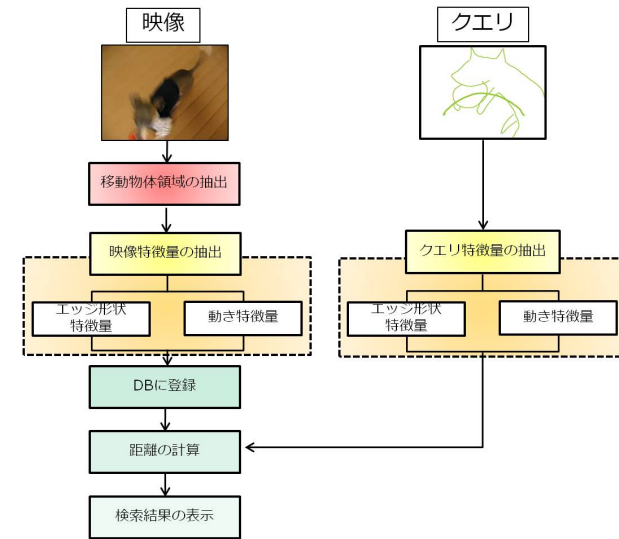 映像
クエリ
移動物体領域の抽出
映像特徴量の抽出
クエリ特徴量の抽出
エッジ形状
特徴量
動き特徴量
エッジ形状
特徴量
動き特徴量
DBに登録
距離の計算
検索結果の表示